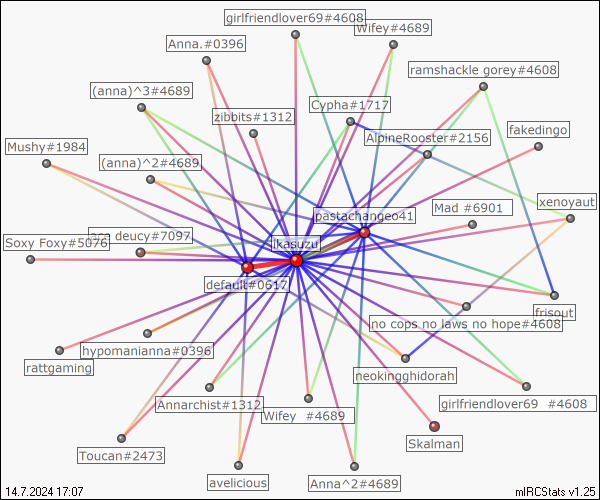 girlfriendlover69#4608
Wifey#4689
Anna.#0396
ramshackle gorey#4608
(anna)^3#4689
Cypha#1717
zibbits#1312
fakedingo
AlpineRooster#2156
Mushy#1984
(anna)^2#4689
xenoyaut
Mad #6901
pastachangeo41
deucy#7097
Soxy Foxy#5076
ikasuzu
default#0617
frisout
no cops no laws no hope#4608
hypomanianna#0396
rattgaming
neokingghidorah
Annarchist#1312
girlfriendlover69 #4608
Wifey #4689
Skalman
Toucan#2473
avelicious
Anna^2#4689
14.7.2024 17:07
mIRCStats v1.25